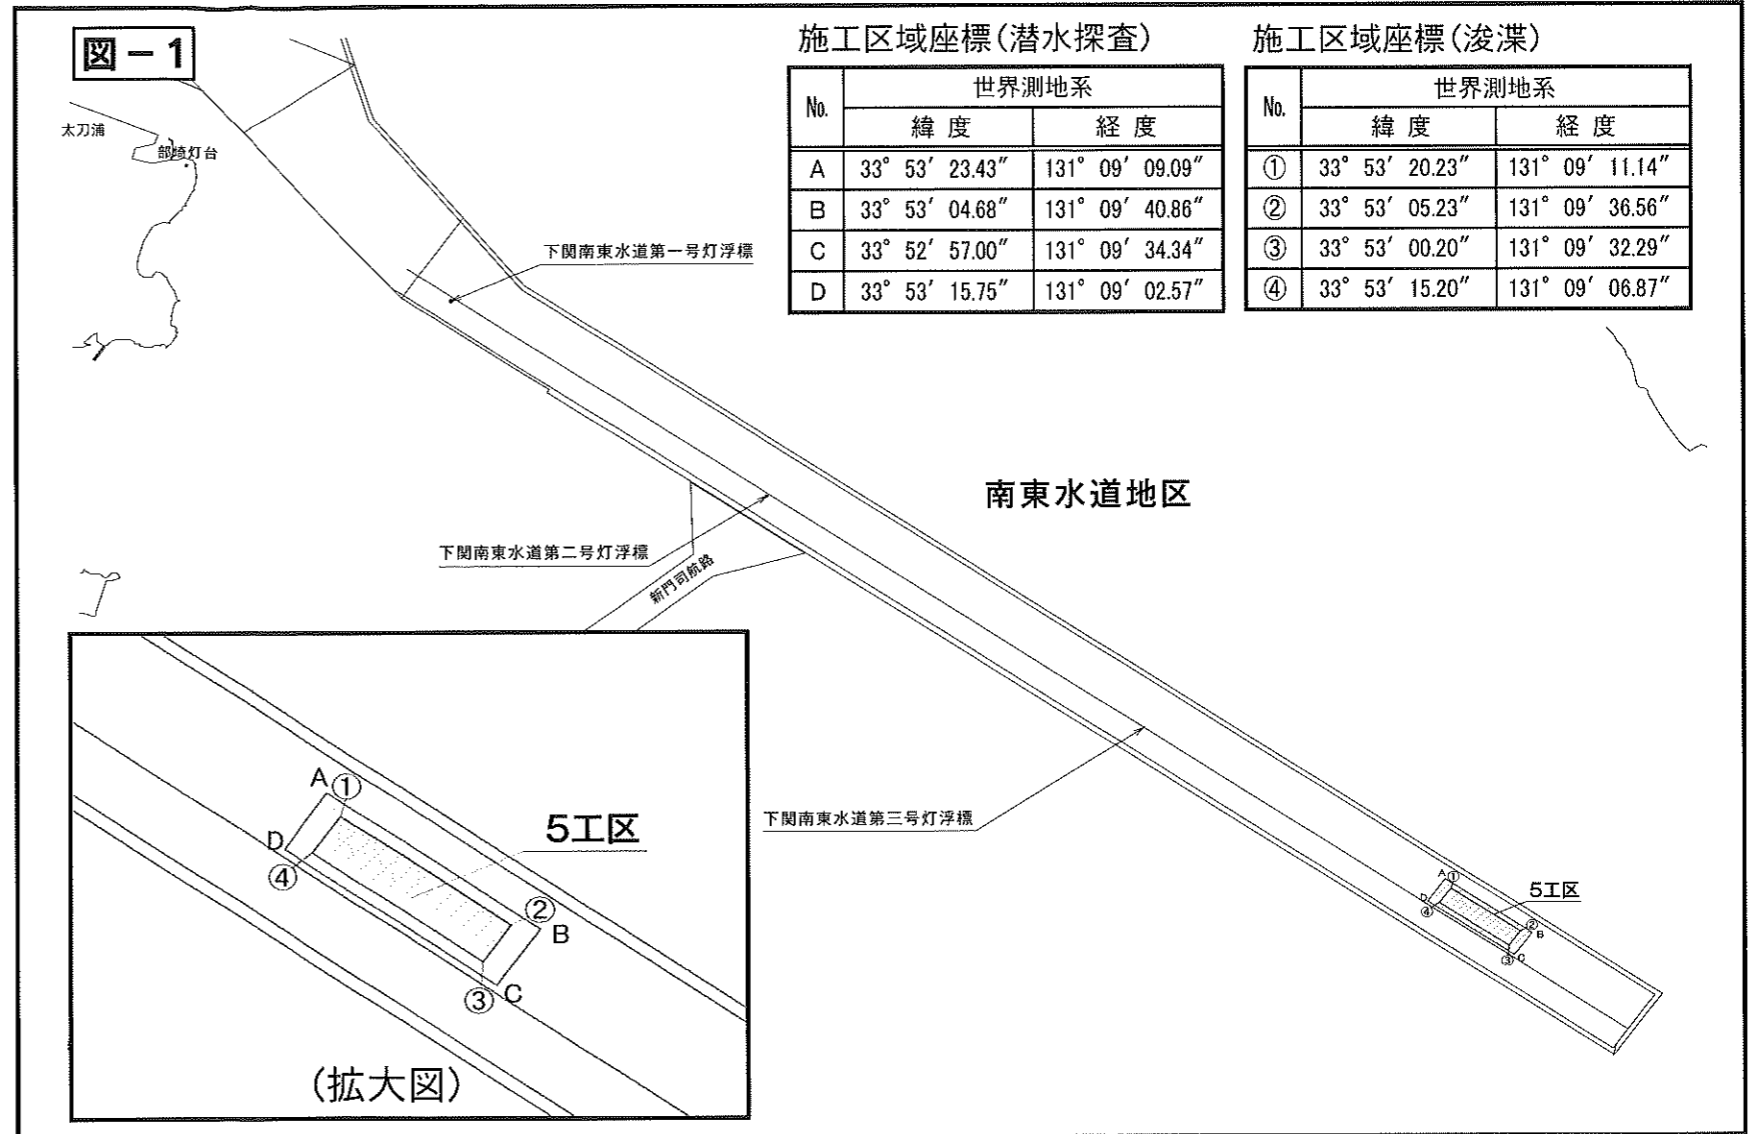 図-1
施工区域座標(潜水探査)
No.
世界測地系
緯 度 経 度
A 33° 53′ 23.43″ 131° 09′ 09.09″
B 33° 53′ 04.68″ 131° 09′ 40.86″
C 33° 52′ 57.00″ 131° 09′ 34.34″
D 33° 53′ 15.75″ 131° 09′ 02.57″
施工区域座標(浚渫)
No.
世界測地系
緯 度 経 度
① 33° 53′ 20.23″ 131° 09′ 11.14″
② 33° 53′ 05.23″ 131° 09′ 36.56″
③ 33° 53′ 00.20″ 131° 09′ 32.29″
④ 33° 53′ 15.20″ 131° 09′ 06.87″
太刀浦
部埼灯台
下関南東水道第一号灯浮標
南東水道地区
下関南東水道第二号灯浮標
新門司航路
下関南東水道第三号灯浮標
A ①
D
④
5工区
②
B
③ C
A ①
D
④
5工区
②
B
③ C
(拡大図)